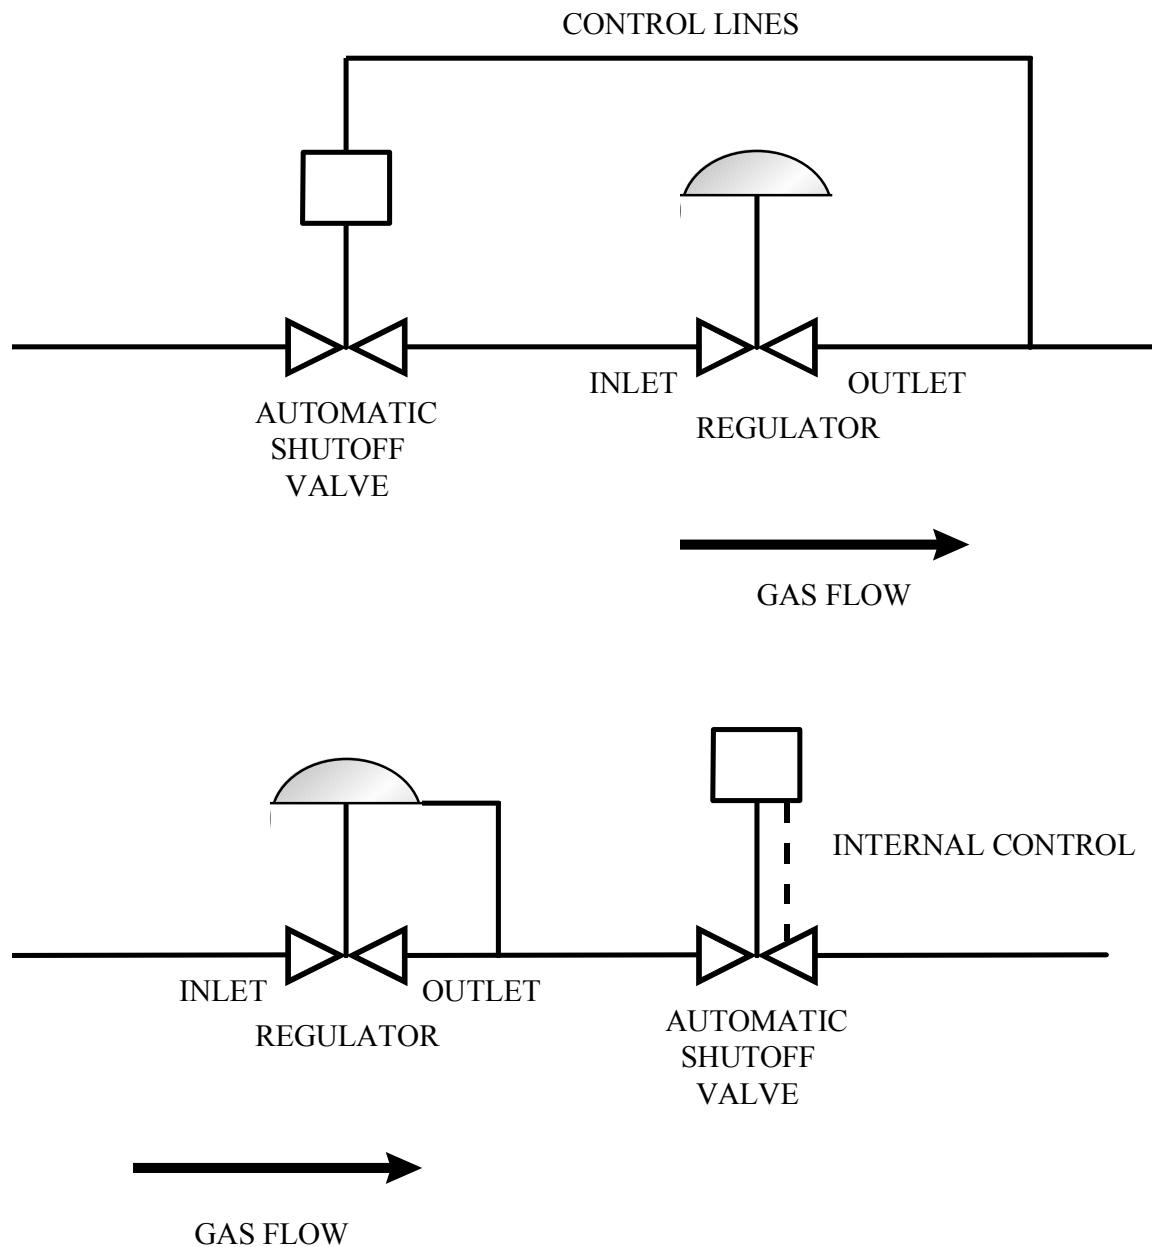 CONTROL LINES
INLET
OUTLET
AUTOMATIC
SHUTOFF
VALVE
REGULATOR
GAS FLOW
INTERNAL CONTROL
INLET
OUTLET
REGULATOR
AUTOMATIC
SHUTOFF
VALVE
GAS FLOW